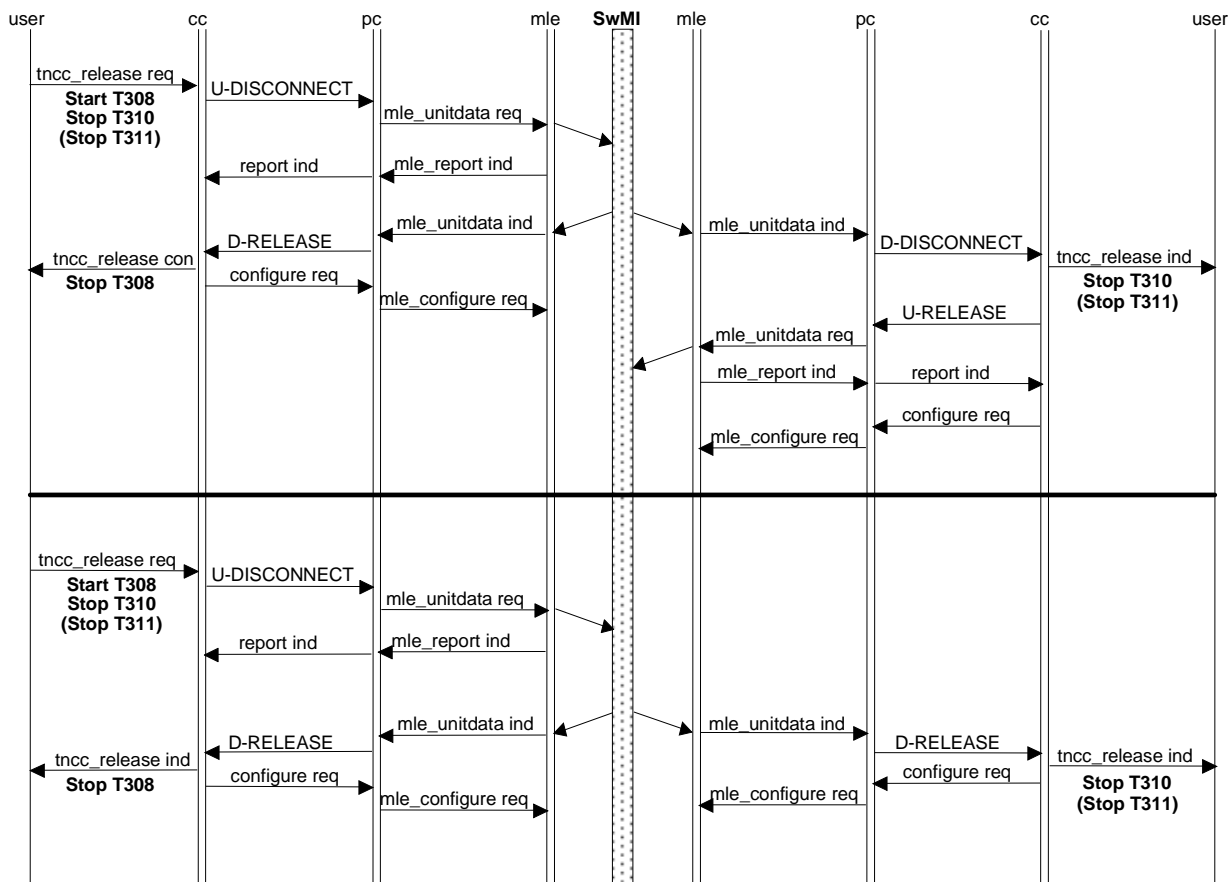 user cc pc mle SwMI mle pc cc user
tncc_release req
U-DISCONNECT
Start T308
Stop T310
(Stop T311)
mle_unitdata req
report ind
mle_report ind
mle_unitdata ind
mle_unitdata ind
D-RELEASE
D-DISCONNECT
tncc_release con
tncc_release ind
Stop T308
configure req
Stop T310
(Stop T311)
mle_configure req
U-RELEASE
mle_unitdata req
mle_report ind
report ind
configure req
mle_configure req
tncc_release req
U-DISCONNECT
Start T308
Stop T310
(Stop T311)
mle_unitdata req
report ind
mle_report ind
mle_unitdata ind
mle_unitdata ind
D-RELEASE
D-RELEASE
tncc_release ind
tncc_release ind
Stop T308
configure req
configure req
Stop T310
(Stop T311)
mle_configure req
mle_configure req